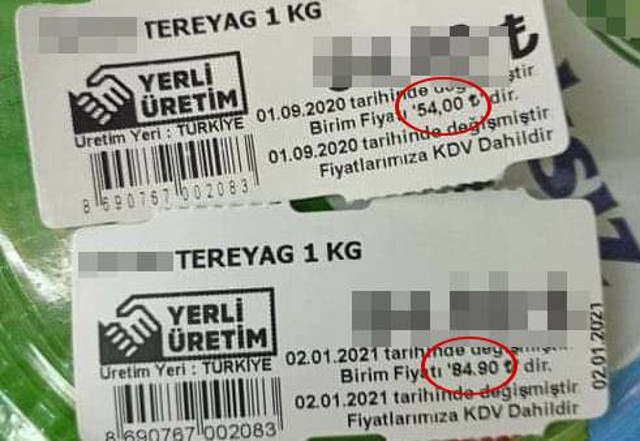 TEREYAG 1 KG
₺
YERLİ
ÜRETİM
Üretim Yeri : TÜRKİYE
01.09.2020 tarihinde değişmiştir
Birim Fiyatı '54,00 ₺ dir.
01.09.2020 tarihinde değişmiştir
Fiyatlarımıza KDV Dahildir
8 690767 002083
TEREYAG 1 KG
YERLİ
ÜRETİM
Üretim Yeri : TÜRKİYE
02.01.2021 tarihinde değişmiştir
Birim Fiyatı '84.90 ₺ dir.
02.01.2021 tarihinde değişmiştir
Fiyatlarımıza KDV Dahildir
02.01.2021
8 690767 002083